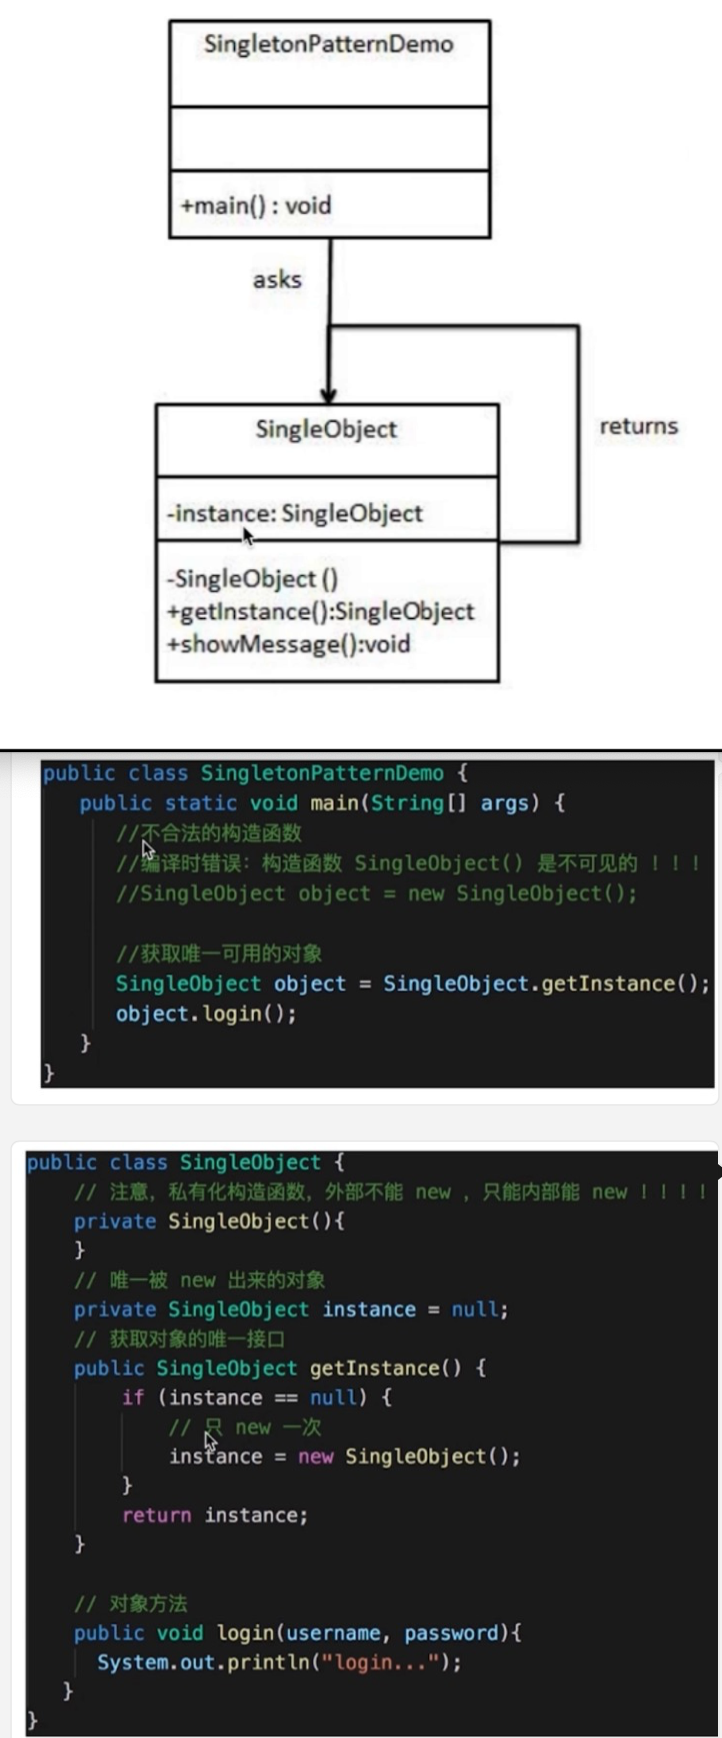 SingletonPatternDemo
+main() : void
asks
returns
SingleObject
-instance: SingleObject
-SingleObject ()
+getInstance():SingleObject
+showMessage():void
public class SingletonPatternDemo {
public static void main(String[] args) {
//不合法的构造函数
//编译时错误：构造函数 SingleObject() 是不可见的 ！！！
//SingleObject object = new SingleObject();
//获取唯一可用的对象
SingleObject object = SingleObject.getInstance();
object.login();
}
}
public class SingleObject {
// 注意，私有化构造函数，外部不能 new ，只能内部能 new ！！！！
private SingleObject(){
}
// 唯一被 new 出来的对象
private SingleObject instance = null;
// 获取对象的唯一接口
public SingleObject getInstance() {
if (instance == null) {
// 只 new 一次
instance = new SingleObject();
}
return instance;
}
// 对象方法
public void login(username, password){
System.out.println("login...");
}
}